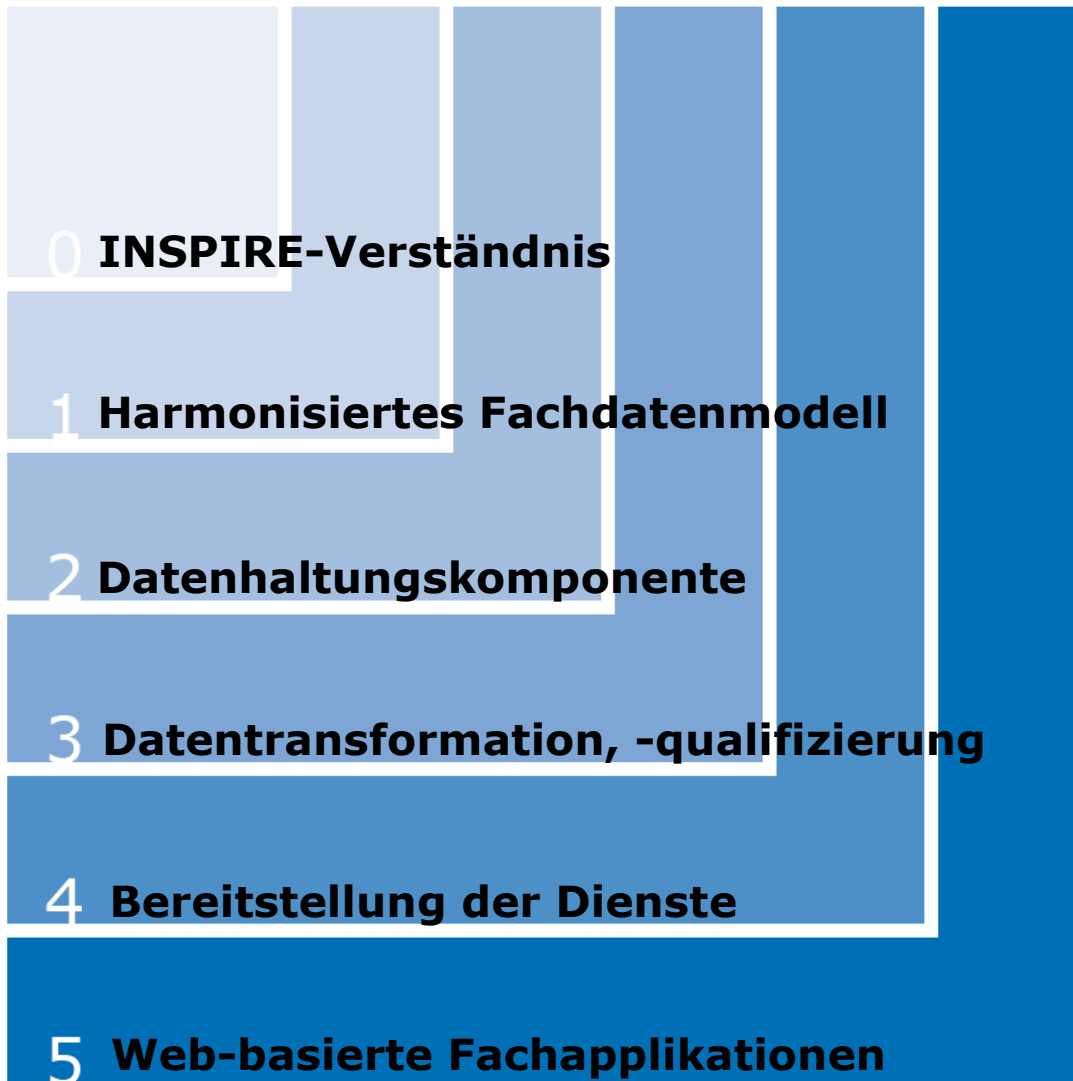 0 INSPIRE-Verständnis
1 Harmonisiertes Fachdatenmodell
2 Datenhaltungskomponente
3 Datentransformation, -qualifizierung
4 Bereitstellung der Dienste
5 Web-basierte Fachapplikationen